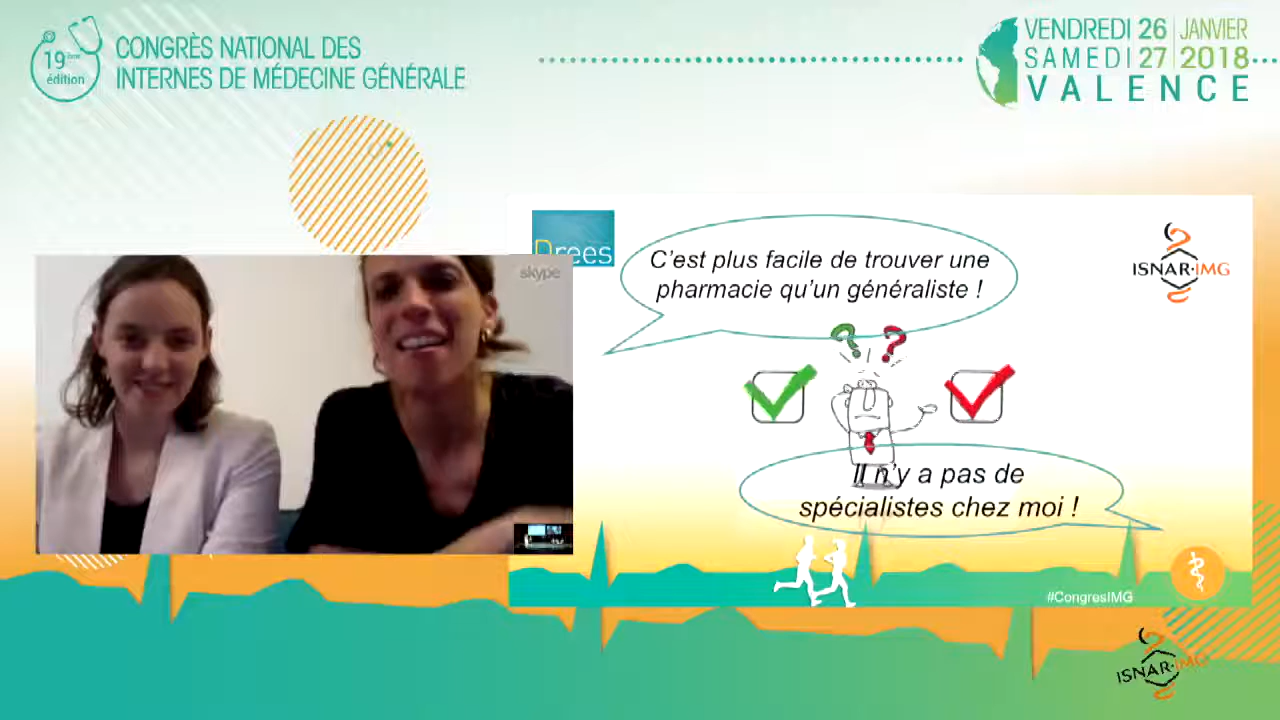 19ème
édition
CONGRÈS NATIONAL DES
INTERNES DE MÉDECINE GÉNÉRALE
VENDREDI 26 JANVIER
SAMEDI 27 2018
VALENCE
Drees
skype
C'est plus facile de trouver une
pharmacie qu'un généraliste !
ISNAR-IMG
? ?
Il n'y a pas de
spécialistes chez moi !
#CongresIMG
ISNAR-IMG